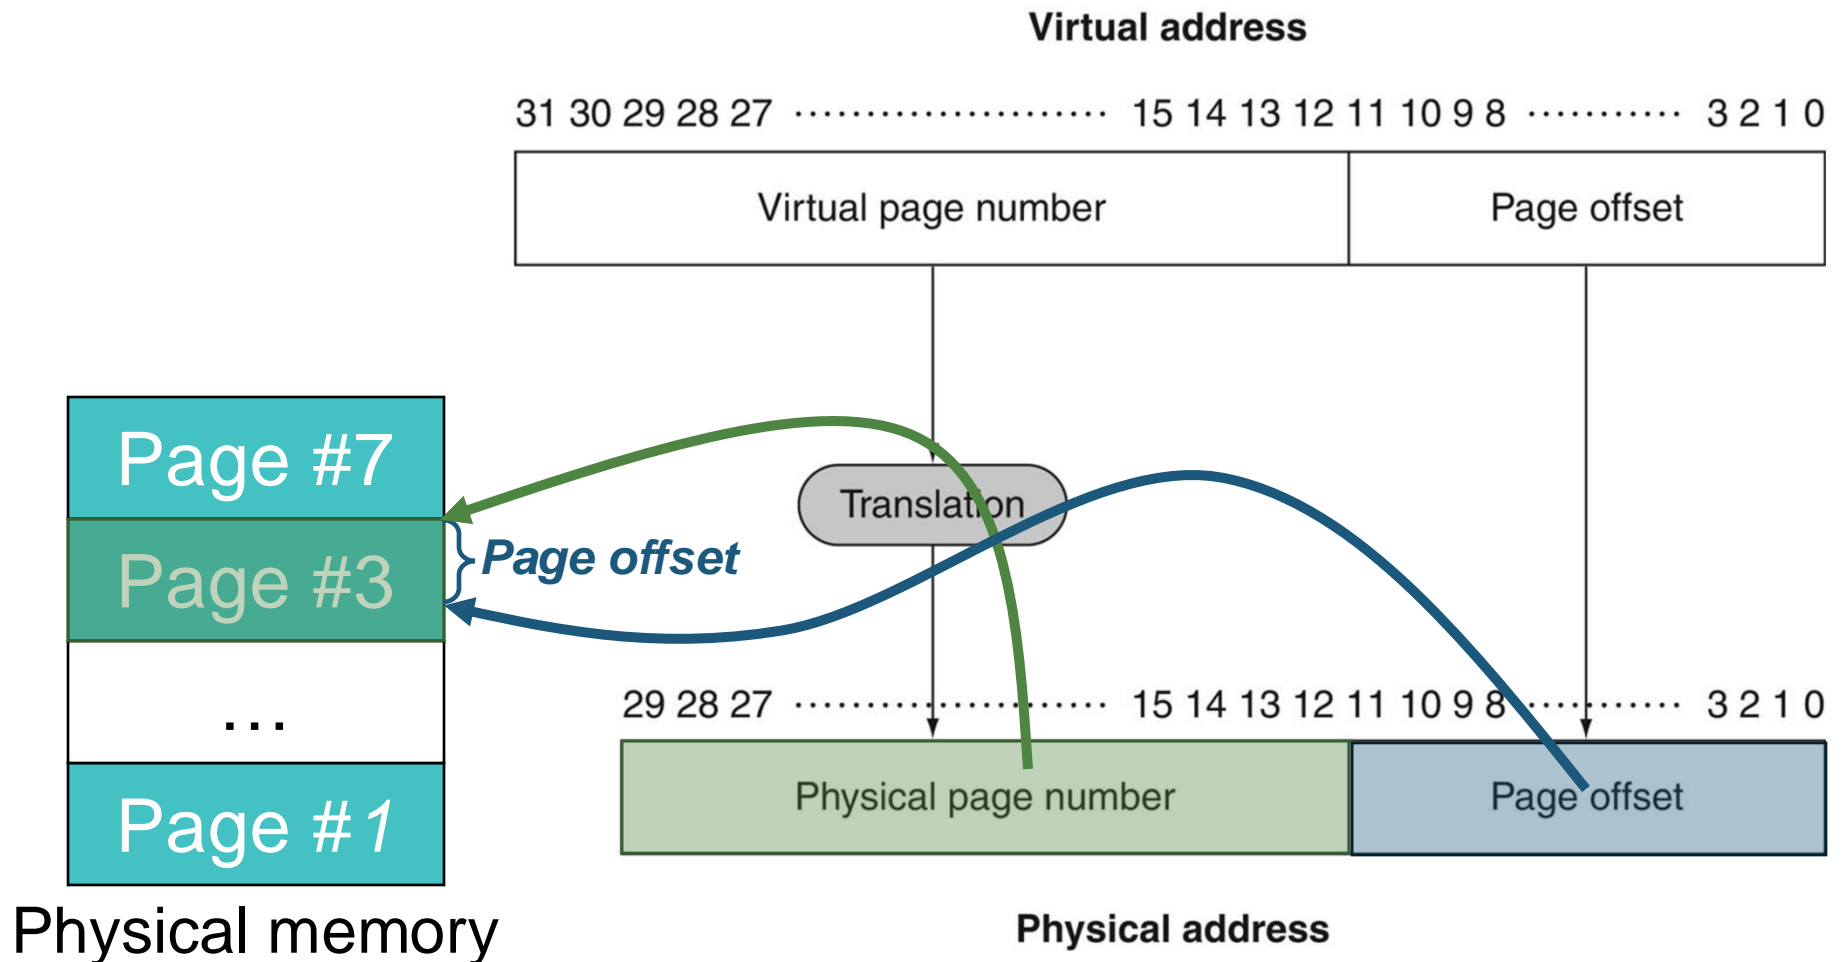 Virtual address
31 30 29 28 27 ······················ 15 14 13 12 11 10 9 8 ··········· 3 2 1 0
Virtual page number Page offset
Page #7
Translation
Page offset
Page #3
29 28 27 ······················ 15 14 13 12 11 10 9 8 ··········· 3 2 1 0
...
Physical page number Page offset
Page #1
Physical memory
Physical address